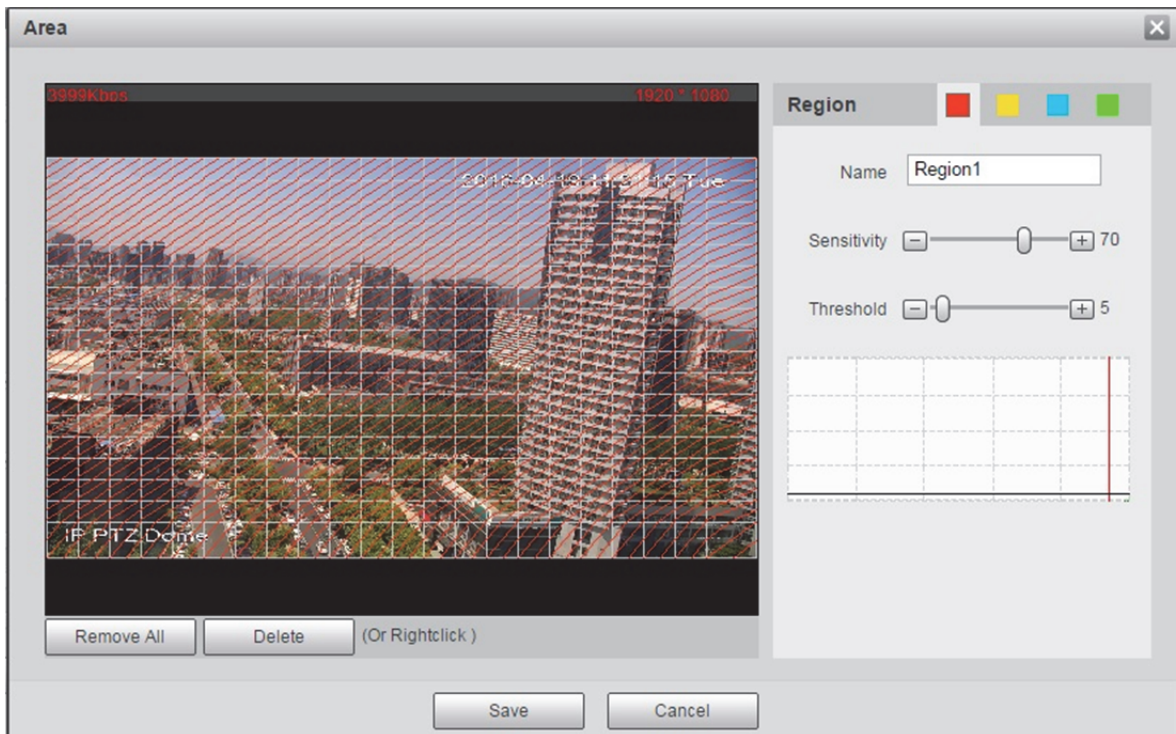 Area
3999Kbps 1920 * 1080
Region
Name Region1
Sensitivity 70
Threshold 5
IP PTZ Dome
Remove All Delete (Or Rightclick )
Save Cancel